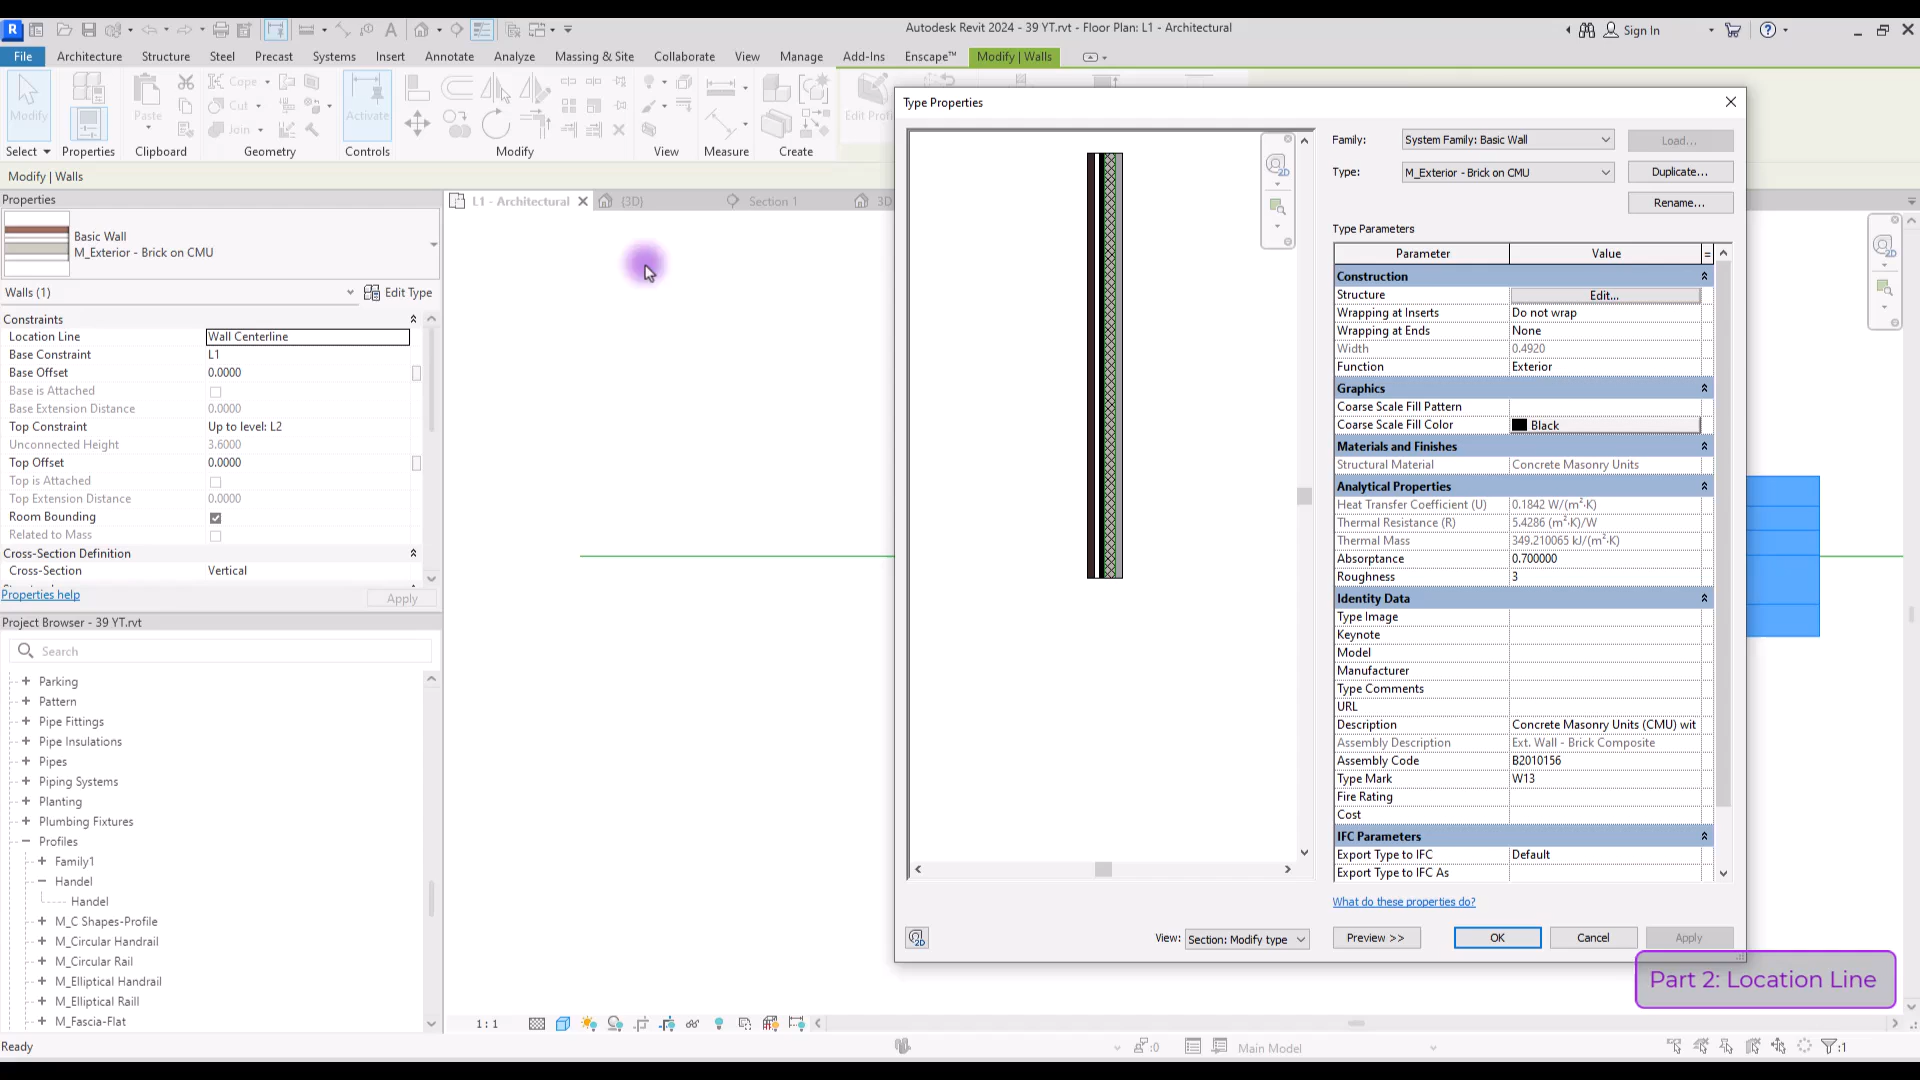 Autodesk Revit 2024 - 39 YT.rvt - Floor Plan: L1 - Architectural
Sign In
File Architecture Structure Steel Precast Systems Insert Annotate Analyze Massing & Site Collaborate View Manage Add-Ins Enscape™ Modify | Walls
Modify
Paste
Cope
Cut
Join
Activate
Edit Profi
Select Properties Clipboard Geometry Controls Modify View Measure Create
Modify | Walls
Properties
Basic Wall
M_Exterior - Brick on CMU
Walls (1) Edit Type
Constraints
Location Line Wall Centerline
Base Constraint L1
Base Offset 0.0000
Base is Attached
Base Extension Distance 0.0000
Top Constraint Up to level: L2
Unconnected Height 3.6000
Top Offset 0.0000
Top is Attached
Top Extension Distance 0.0000
Room Bounding
Related to Mass
Cross-Section Definition
Cross-Section Vertical
Properties help Apply
Project Browser - 39 YT.rvt
Search
Parking
Pattern
Pipe Fittings
Pipe Insulations
Pipes
Piping Systems
Planting
Plumbing Fixtures
Profiles
Family1
Handel
Handel
M_C Shapes-Profile
M_Circular Handrail
M_Circular Rail
M_Elliptical Handrail
M_Elliptical Raill
M_Fascia-Flat
L1 - Architectural {3D} Section 1 3D
Type Properties
Family: System Family: Basic Wall Load...
Type: M_Exterior - Brick on CMU Duplicate...
Rename...
Type Parameters
Parameter Value =
Construction
Structure Edit...
Wrapping at Inserts Do not wrap
Wrapping at Ends None
Width 0.4920
Function Exterior
Graphics
Coarse Scale Fill Pattern
Coarse Scale Fill Color Black
Materials and Finishes
Structural Material Concrete Masonry Units
Analytical Properties
Heat Transfer Coefficient (U) 0.1842 W/(m²·K)
Thermal Resistance (R) 5.4286 (m²·K)/W
Thermal Mass 349.210065 kJ/(m²·K)
Absorptance 0.700000
Roughness 3
Identity Data
Type Image
Keynote
Model
Manufacturer
Type Comments
URL
Description Concrete Masonry Units (CMU) wit
Assembly Description Ext. Wall - Brick Composite
Assembly Code B2010156
Type Mark W13
Fire Rating
Cost
IFC Parameters
Export Type to IFC Default
Export Type to IFC As
What do these properties do?
View: Section: Modify type Preview >> OK Cancel Apply
Part 2: Location Line
1 : 1
Ready :0 Main Model :1